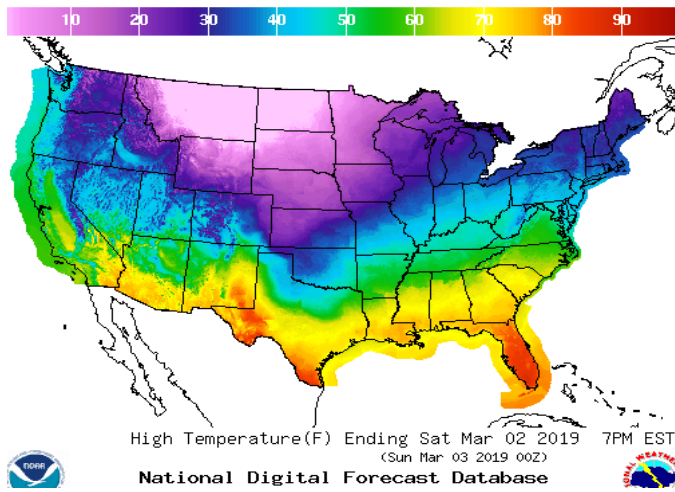 10 20 30 40 50 60 70 80 90
High Temperature(F) Ending Sat Mar 02 2019 7PM EST
(Sun Mar 03 2019 00Z)
National Digital Forecast Database
NOAA